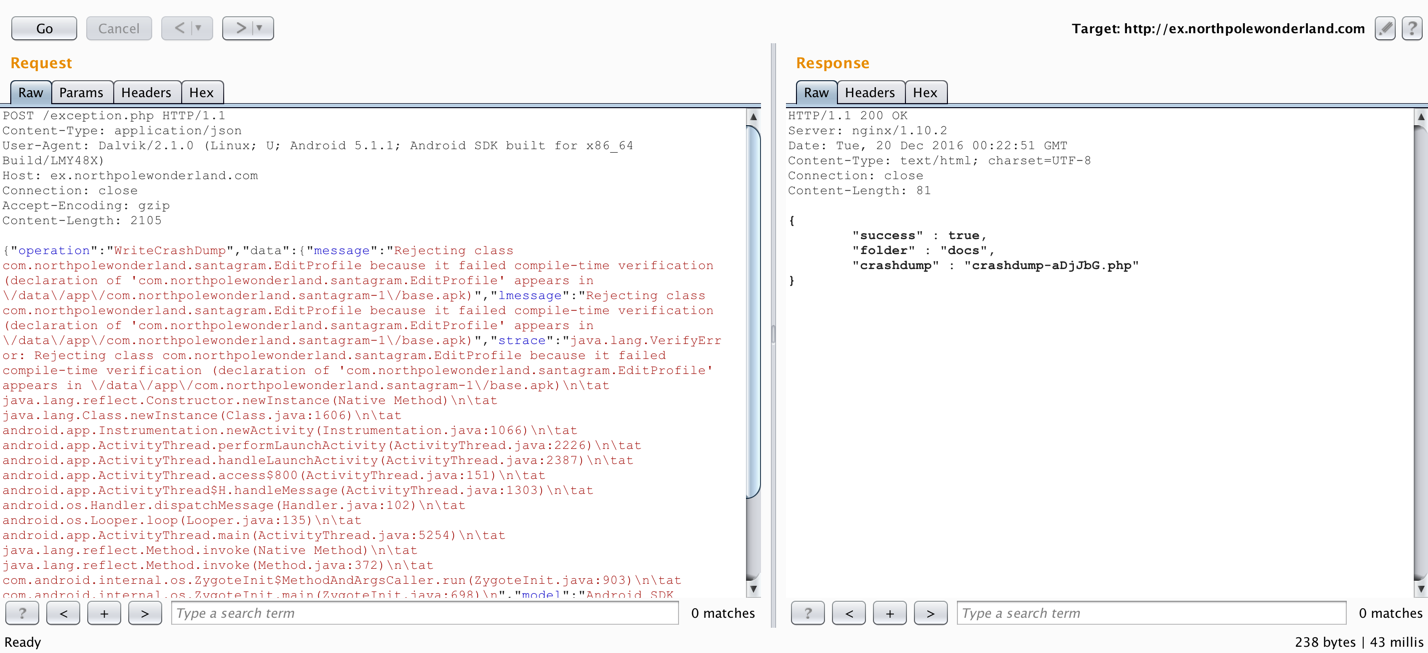 Go Cancel < | ▼ > | ▼ Target: http://ex.northpolewonderland.com ?
Request
Raw Params Headers Hex
POST /exception.php HTTP/1.1
Content-Type: application/json
User-Agent: Dalvik/2.1.0 (Linux; U; Android 5.1.1; Android SDK built for x86_64
Build/LMY48X)
Host: ex.northpolewonderland.com
Connection: close
Accept-Encoding: gzip
Content-Length: 2105

{"operation":"WriteCrashDump","data":{"message":"Rejecting class
com.northpolewonderland.santagram.EditProfile because it failed compile-time verification
(declaration of 'com.northpolewonderland.santagram.EditProfile' appears in
\/data\/app\/com.northpolewonderland.santagram-1\/base.apk)","lmessage":"Rejecting class
com.northpolewonderland.santagram.EditProfile because it failed compile-time verification
(declaration of 'com.northpolewonderland.santagram.EditProfile' appears in
\/data\/app\/com.northpolewonderland.santagram-1\/base.apk)","strace":"java.lang.VerifyErr
or: Rejecting class com.northpolewonderland.santagram.EditProfile because it failed
compile-time verification (declaration of 'com.northpolewonderland.santagram.EditProfile'
appears in \/data\/app\/com.northpolewonderland.santagram-1\/base.apk)\n\tat
java.lang.reflect.Constructor.newInstance(Native Method)\n\tat
java.lang.Class.newInstance(Class.java:1606)\n\tat
android.app.Instrumentation.newActivity(Instrumentation.java:1066)\n\tat
android.app.ActivityThread.performLaunchActivity(ActivityThread.java:2226)\n\tat
android.app.ActivityThread.handleLaunchActivity(ActivityThread.java:2387)\n\tat
android.app.ActivityThread.access$800(ActivityThread.java:151)\n\tat
android.app.ActivityThread$H.handleMessage(ActivityThread.java:1303)\n\tat
android.os.Handler.dispatchMessage(Handler.java:102)\n\tat
android.os.Looper.loop(Looper.java:135)\n\tat
android.app.ActivityThread.main(ActivityThread.java:5254)\n\tat
java.lang.reflect.Method.invoke(Native Method)\n\tat
java.lang.reflect.Method.invoke(Method.java:372)\n\tat
com.android.internal.os.ZygoteInit$MethodAndArgsCaller.run(ZygoteInit.java:903)\n\tat
com.android.internal.os.ZygoteInit.main(ZygoteInit.java:698)\n","model":"Android SDK
? < + > Type a search term 0 matches
Response
Raw Headers Hex
HTTP/1.1 200 OK
Server: nginx/1.10.2
Date: Tue, 20 Dec 2016 00:22:51 GMT
Content-Type: text/html; charset=UTF-8
Connection: close
Content-Length: 81

{
"success" : true,
"folder" : "docs",
"crashdump" : "crashdump-aDjJbG.php"
}
? < + > Type a search term 0 matches
Ready 238 bytes | 43 millis